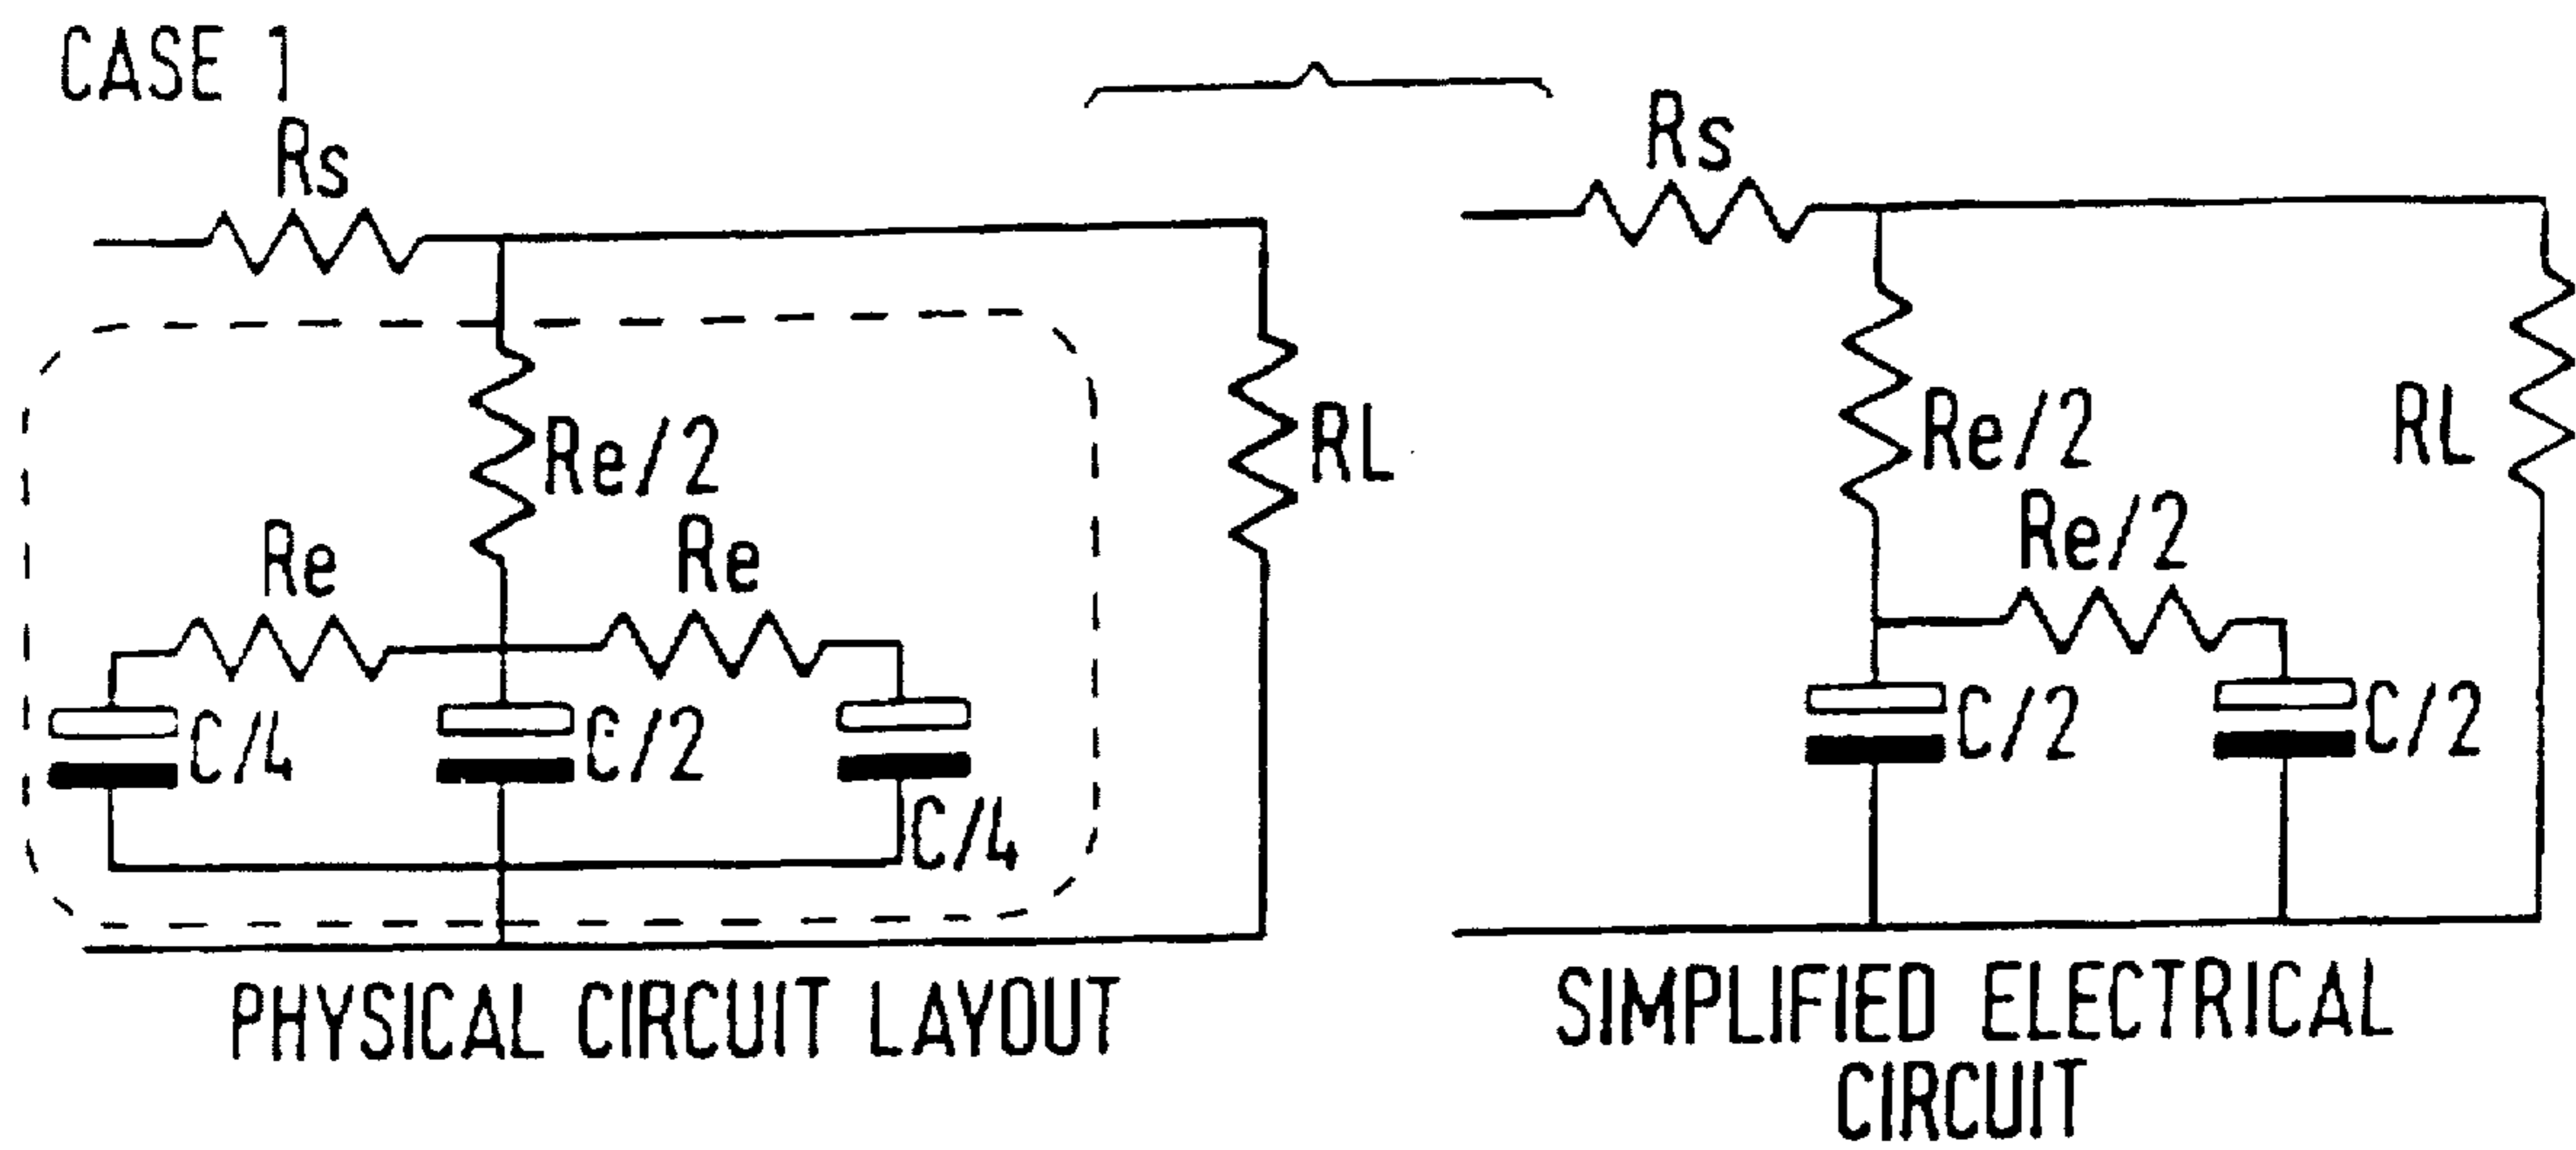 CASE 1
Rs
Re/2
Re
Re
RL
C/4
C/2
C/4
PHYSICAL CIRCUIT LAYOUT
Rs
Re/2
Re/2
RL
C/2
C/2
SIMPLIFIED ELECTRICAL
CIRCUIT